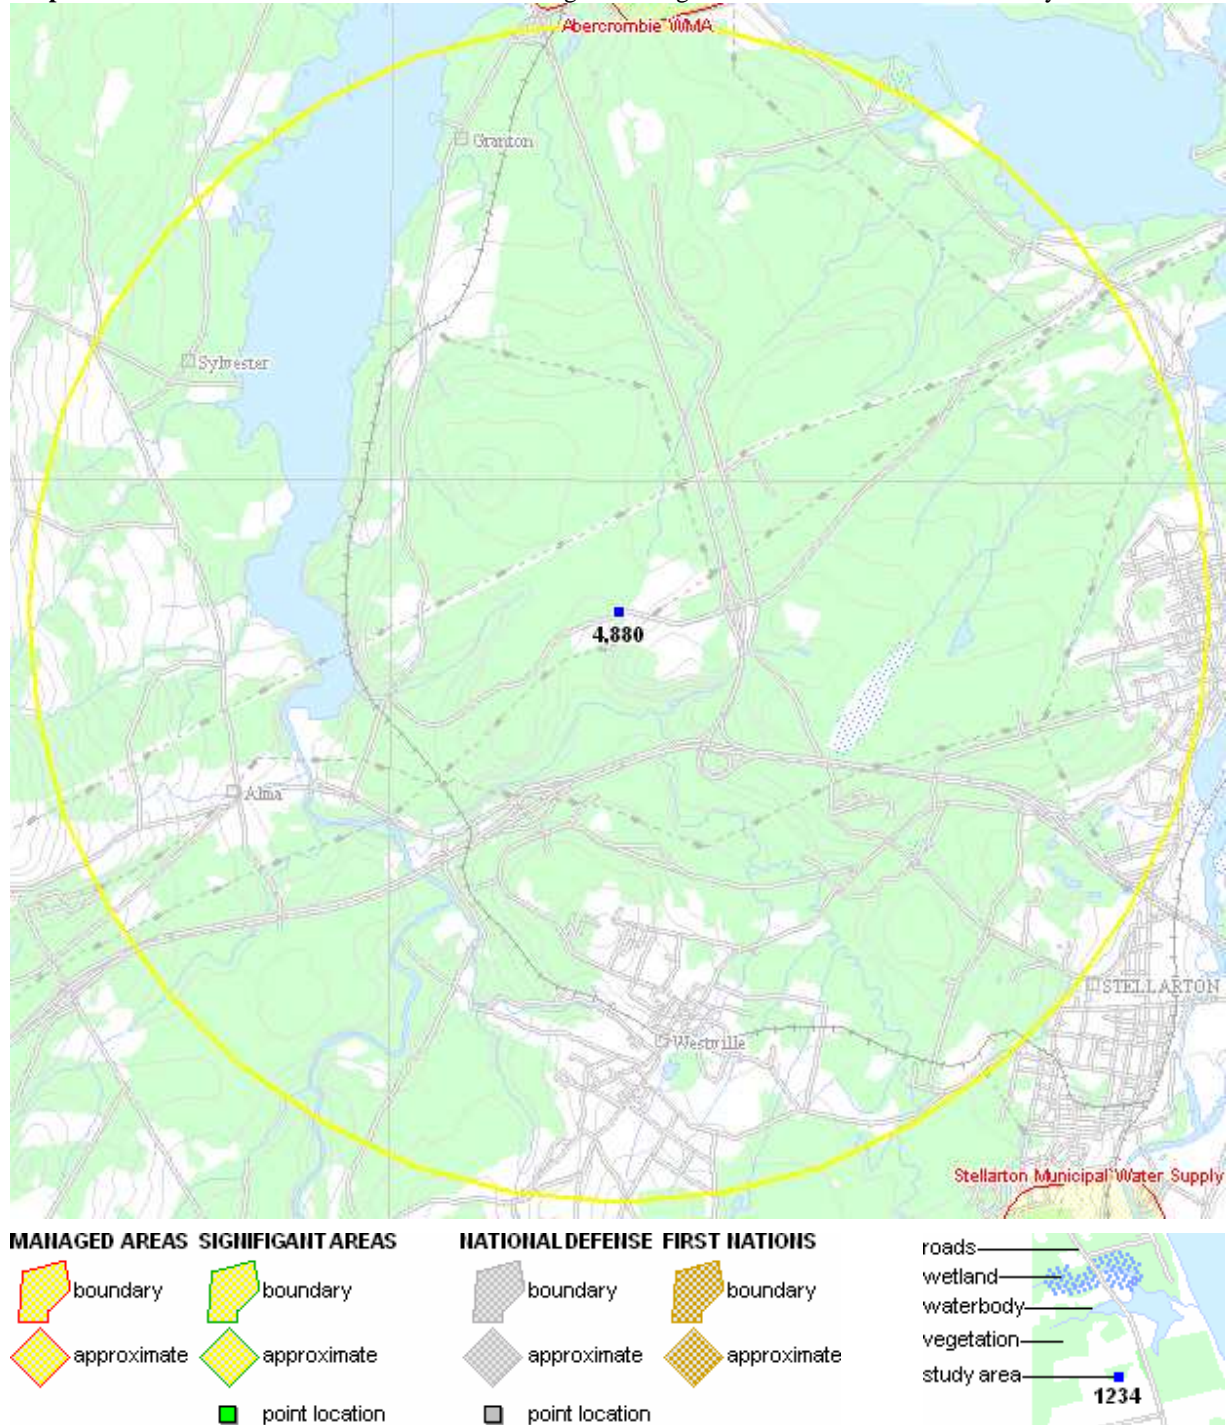 Abercrombie WMA
Granton
Sylvester
4,880
Alma
STELLARTON
Westville
Stellarton Municipal Water Supply
MANAGED AREAS SIGNIFIGANT AREAS NATIONAL DEFENSE FIRST NATIONS
boundary boundary boundary boundary
approximate approximate approximate approximate
point location point location
roads
wetland
waterbody
vegetation
study area
1234